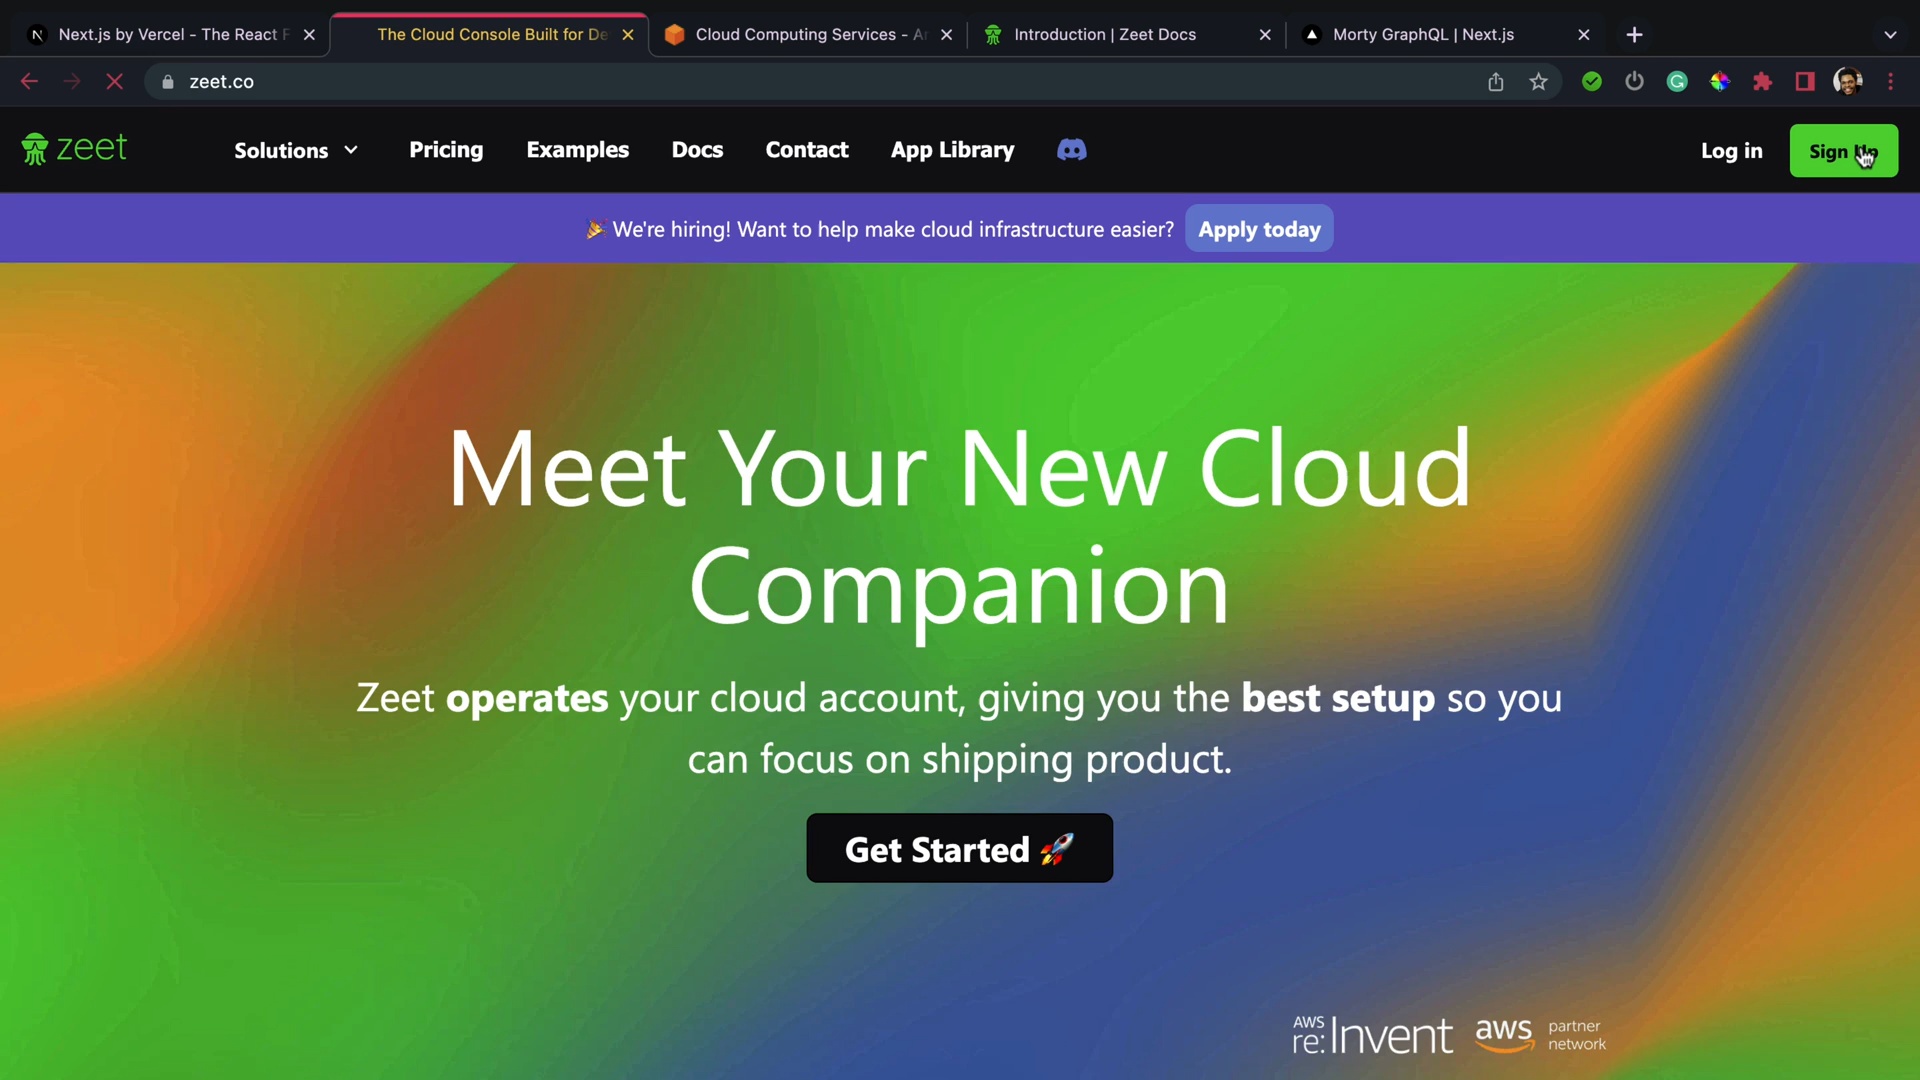 Next.js by Vercel - The React F
The Cloud Console Built for De
Cloud Computing Services - A
Introduction | Zeet Docs
Morty GraphQL | Next.js
zeet.co
zeet
Solutions
Pricing
Examples
Docs
Contact
App Library
Log in
Sign Up
🎉 We're hiring! Want to help make cloud infrastructure easier?
Apply today
Meet Your New Cloud
Companion
Zeet operates your cloud account, giving you the best setup so you
can focus on shipping product.
Get Started 🚀
AWS
re:Invent
aws
partner
network